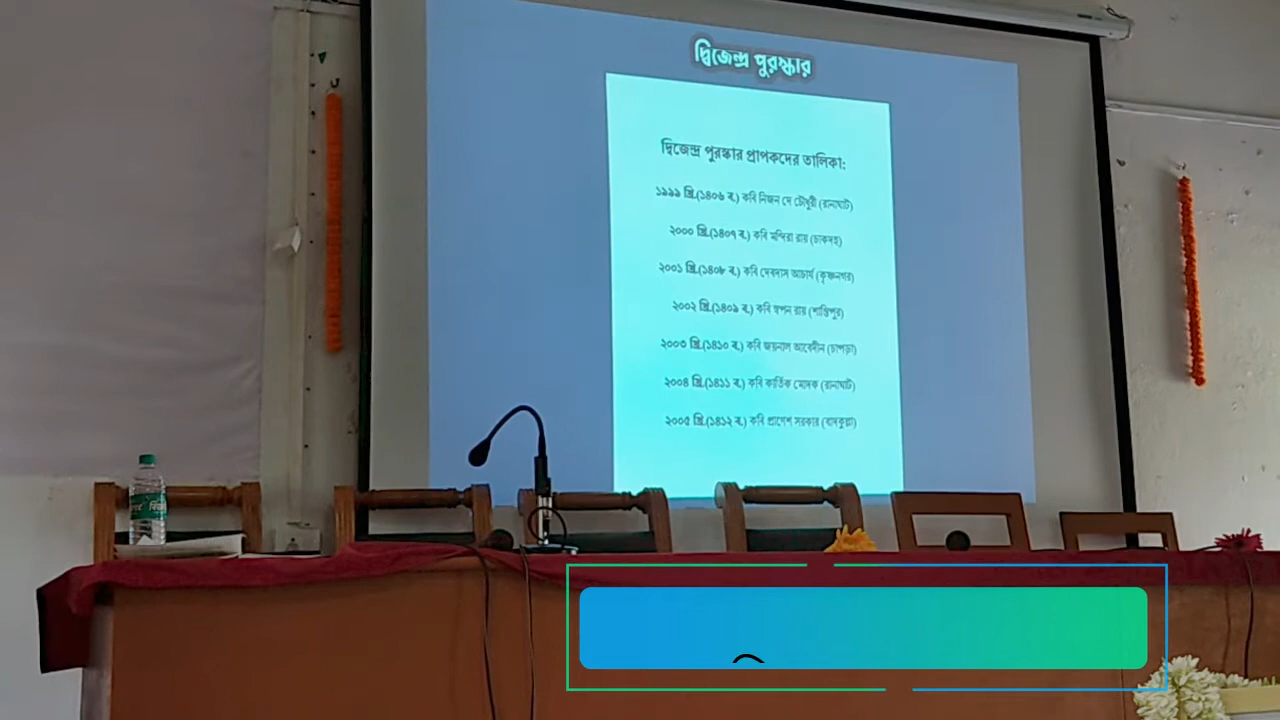 দ্বিজেন্দ্র পুরস্কার
দ্বিজেন্দ্র পুরস্কার প্রাপকদের তালিকা:
১৯৯৯ খ্রি.(১৪০৬ ব.) কবি নিজন দে চৌধুরী (রানাঘাট)
২০০০ খ্রি.(১৪০৭ ব.) কবি মন্দিরা রায় (চাকদহ)
২০০১ খ্রি.(১৪০৮ ব.) কবি দেবদাস আচার্য (কৃষ্ণনগর)
২০০২ খ্রি.(১৪০৯ ব.) কবি স্বপন রায় (শান্তিপুর)
২০০৩ খ্রি.(১৪১০ ব.) কবি জয়নাল আবেদীন (চাপড়া)
২০০৪ খ্রি.(১৪১১ ব.) কবি কার্তিক মোদক (রানাঘাট)
২০০৫ খ্রি.(১৪১২ ব.) কবি প্রাণেশ সরকার (বাদকুল্লা)